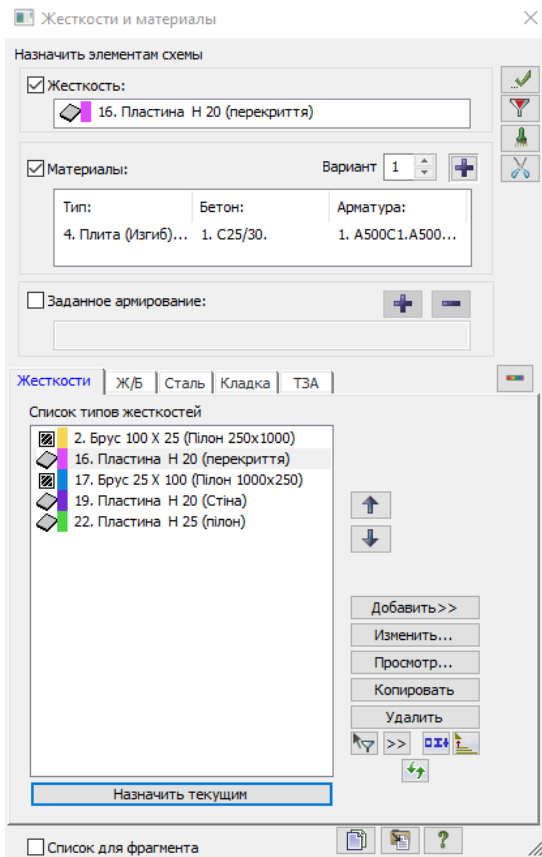 Жесткости и материалы
Назначить элементам схемы
Жесткость:
16. Пластина H 20 (перекриття)
Материалы:
Вариант 1
Тип: Бетон: Арматура:
4. Плита (Изгиб)... 1. C25/30. 1. A500C1.A500...
Заданное армирование:
Жесткости Ж/Б Сталь Кладка ТЗА
Список типов жесткостей
2. Брус 100 X 25 (Пілон 250x1000)
16. Пластина H 20 (перекриття)
17. Брус 25 X 100 (Пілон 1000x250)
19. Пластина H 20 (Стіна)
22. Пластина H 25 (пілон)
Добавить>>
Изменить...
Просмотр...
Копировать
Удалить
>>
Назначить текущим
Список для фрагмента
?